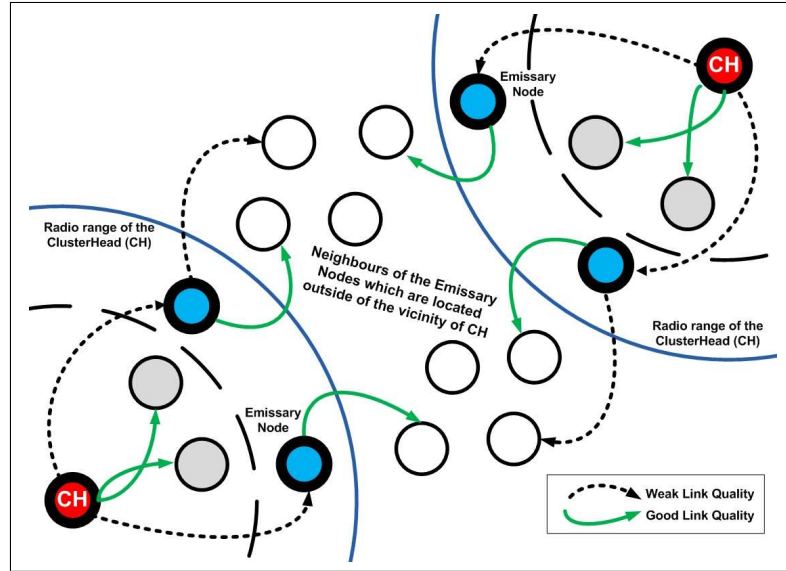 CH
Emissary
Node
Radio range of the
ClusterHead (CH)
Neighbours of the Emissary
Nodes which are located
outside of the vicinity of CH
Radio range of the
ClusterHead (CH)
Emissary
Node
CH
Weak Link Quality
Good Link Quality